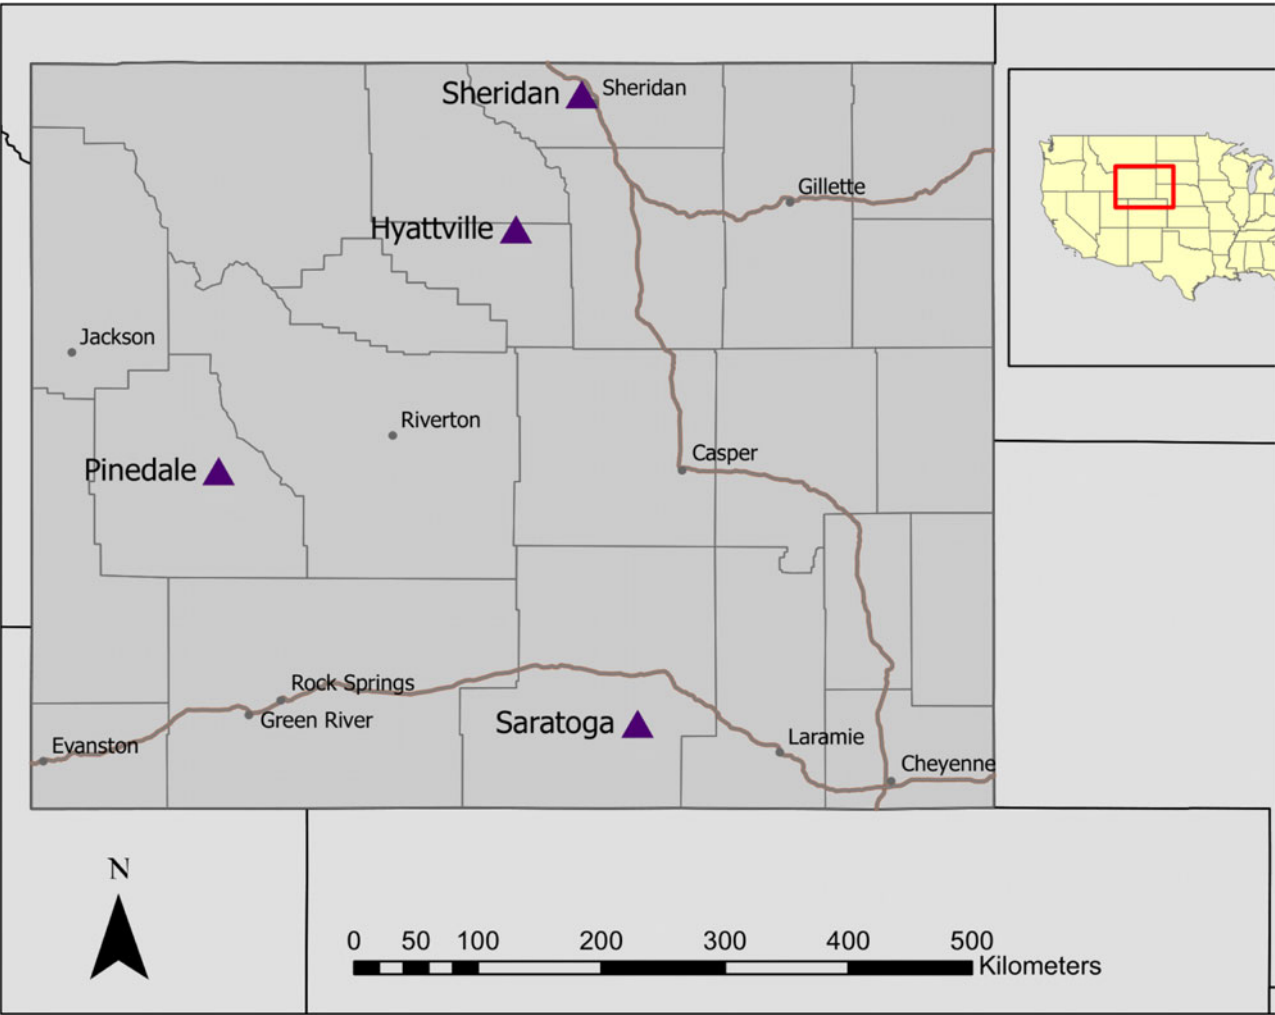 Sheridan
Sheridan
Gillette
Hyattville
Jackson
Riverton
Casper
Pinedale
Rock Springs
Green River
Saratoga
Evanston
Laramie
Cheyenne
N
0 50 100 200 300 400 500
Kilometers